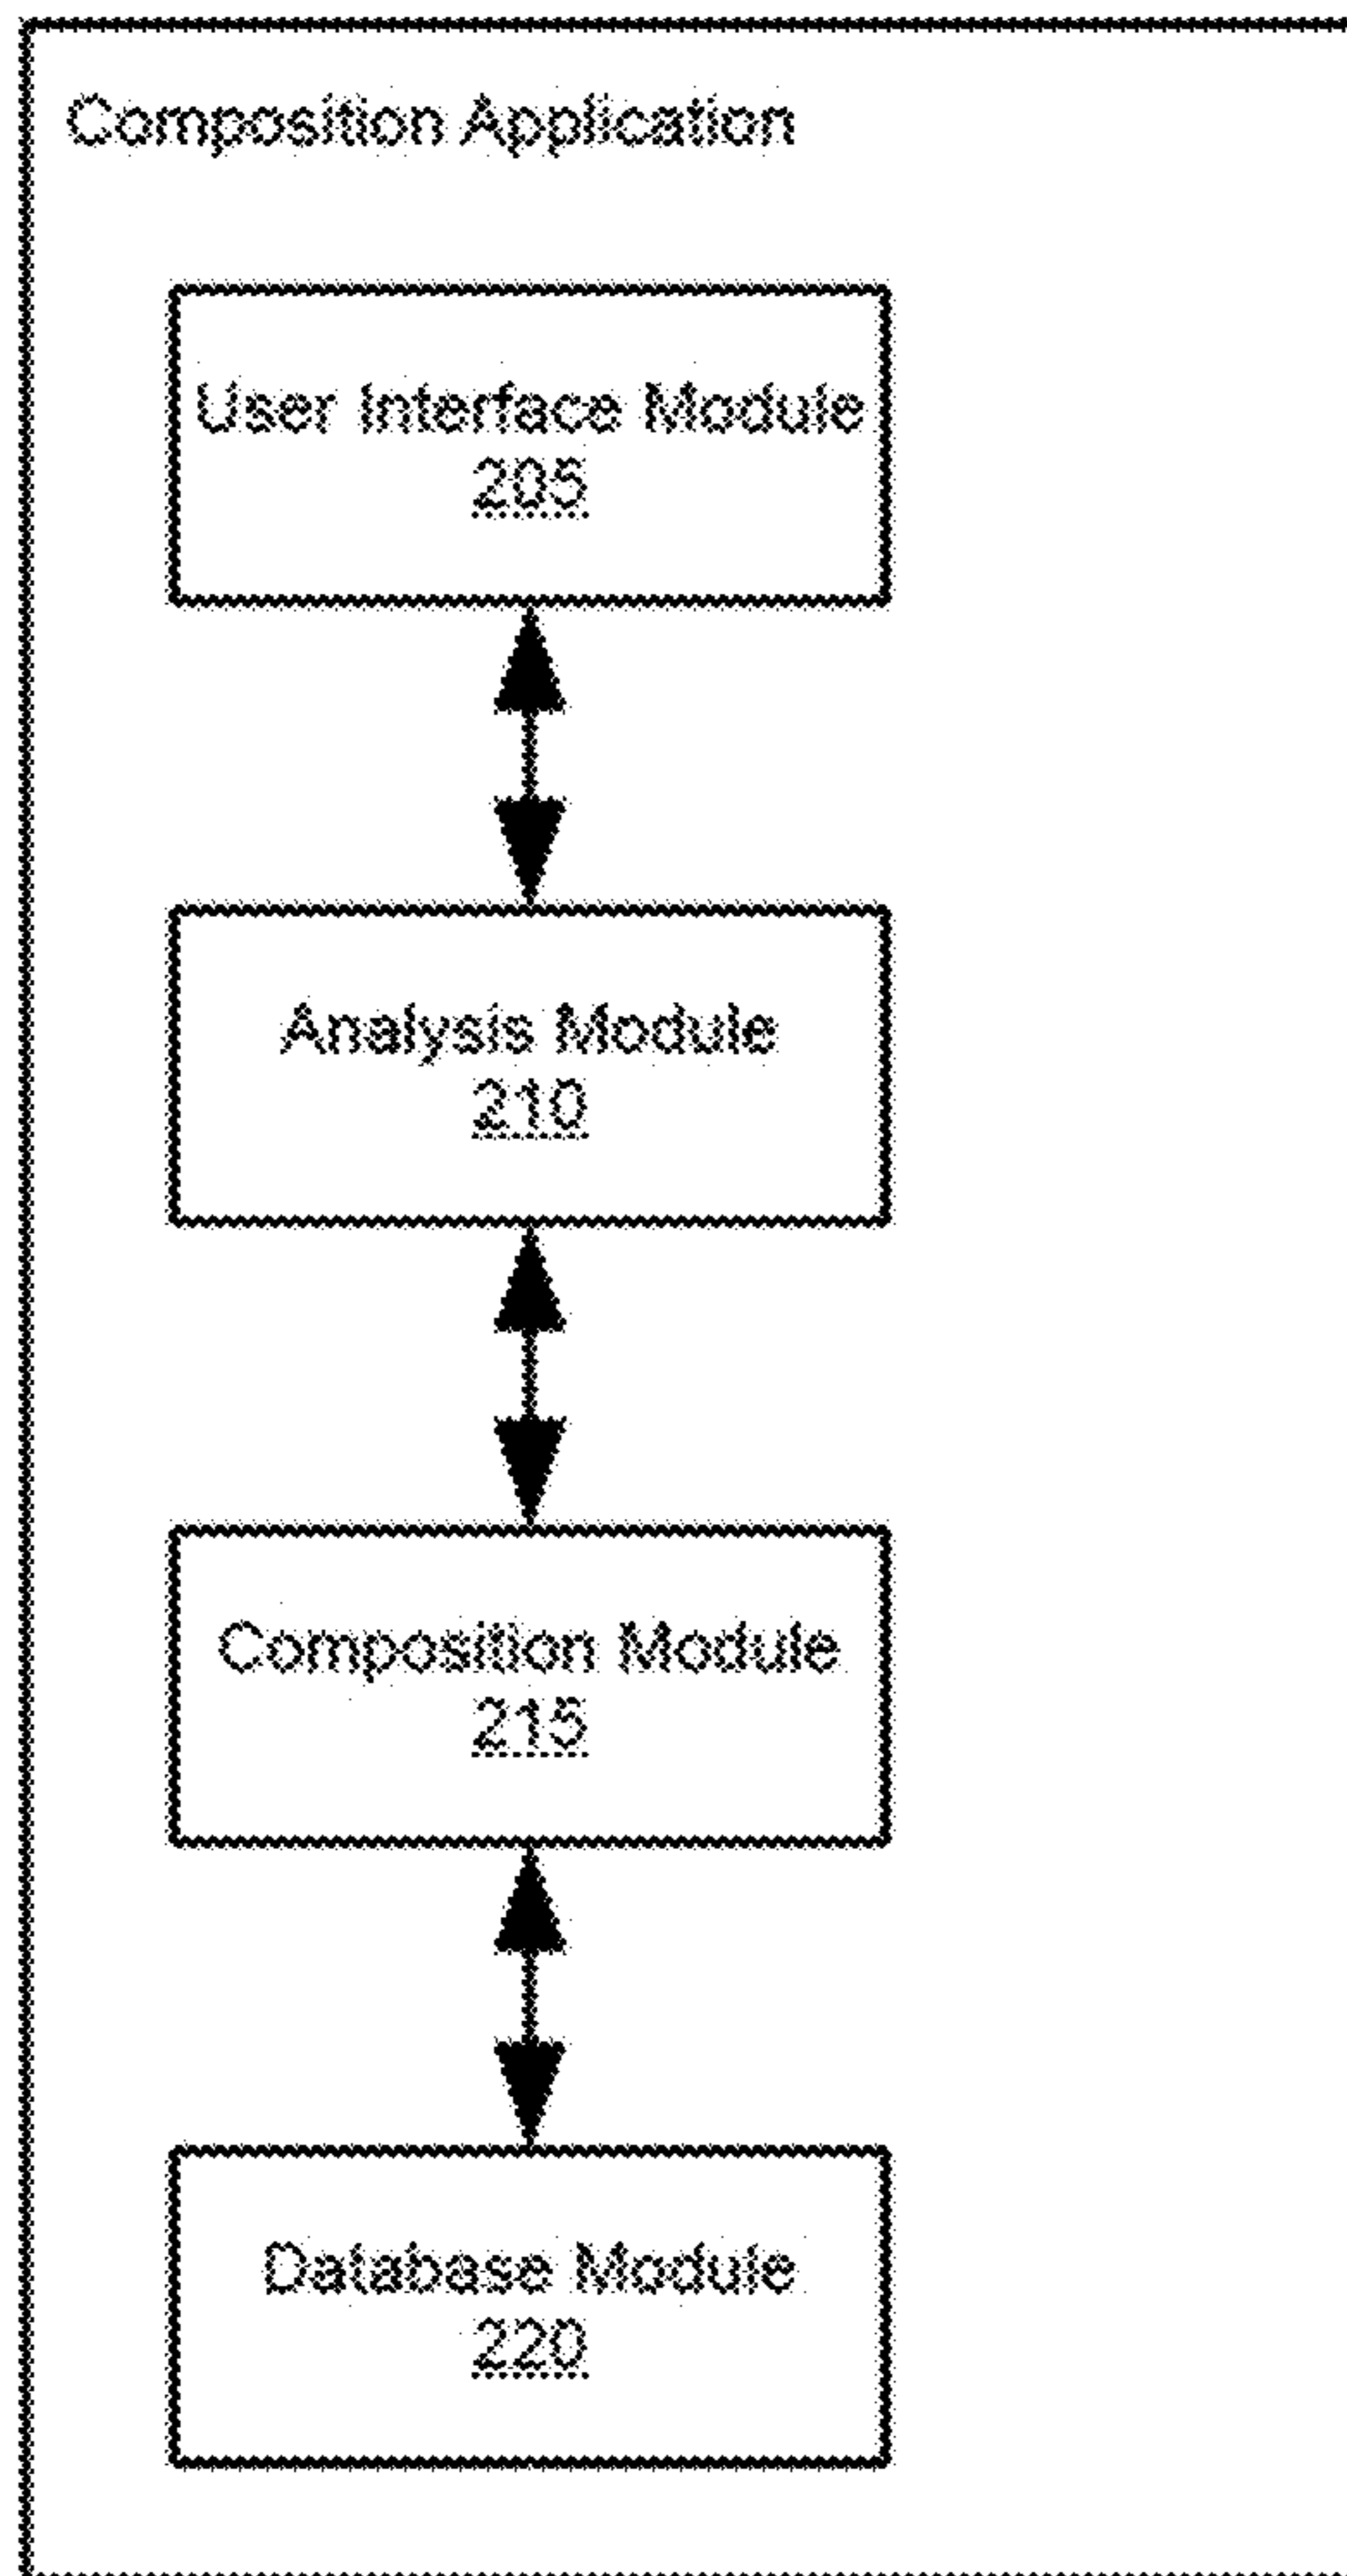 Composition Application
User Interface Module
205
Analysis Module
210
Composition Module
215
Database Module
220